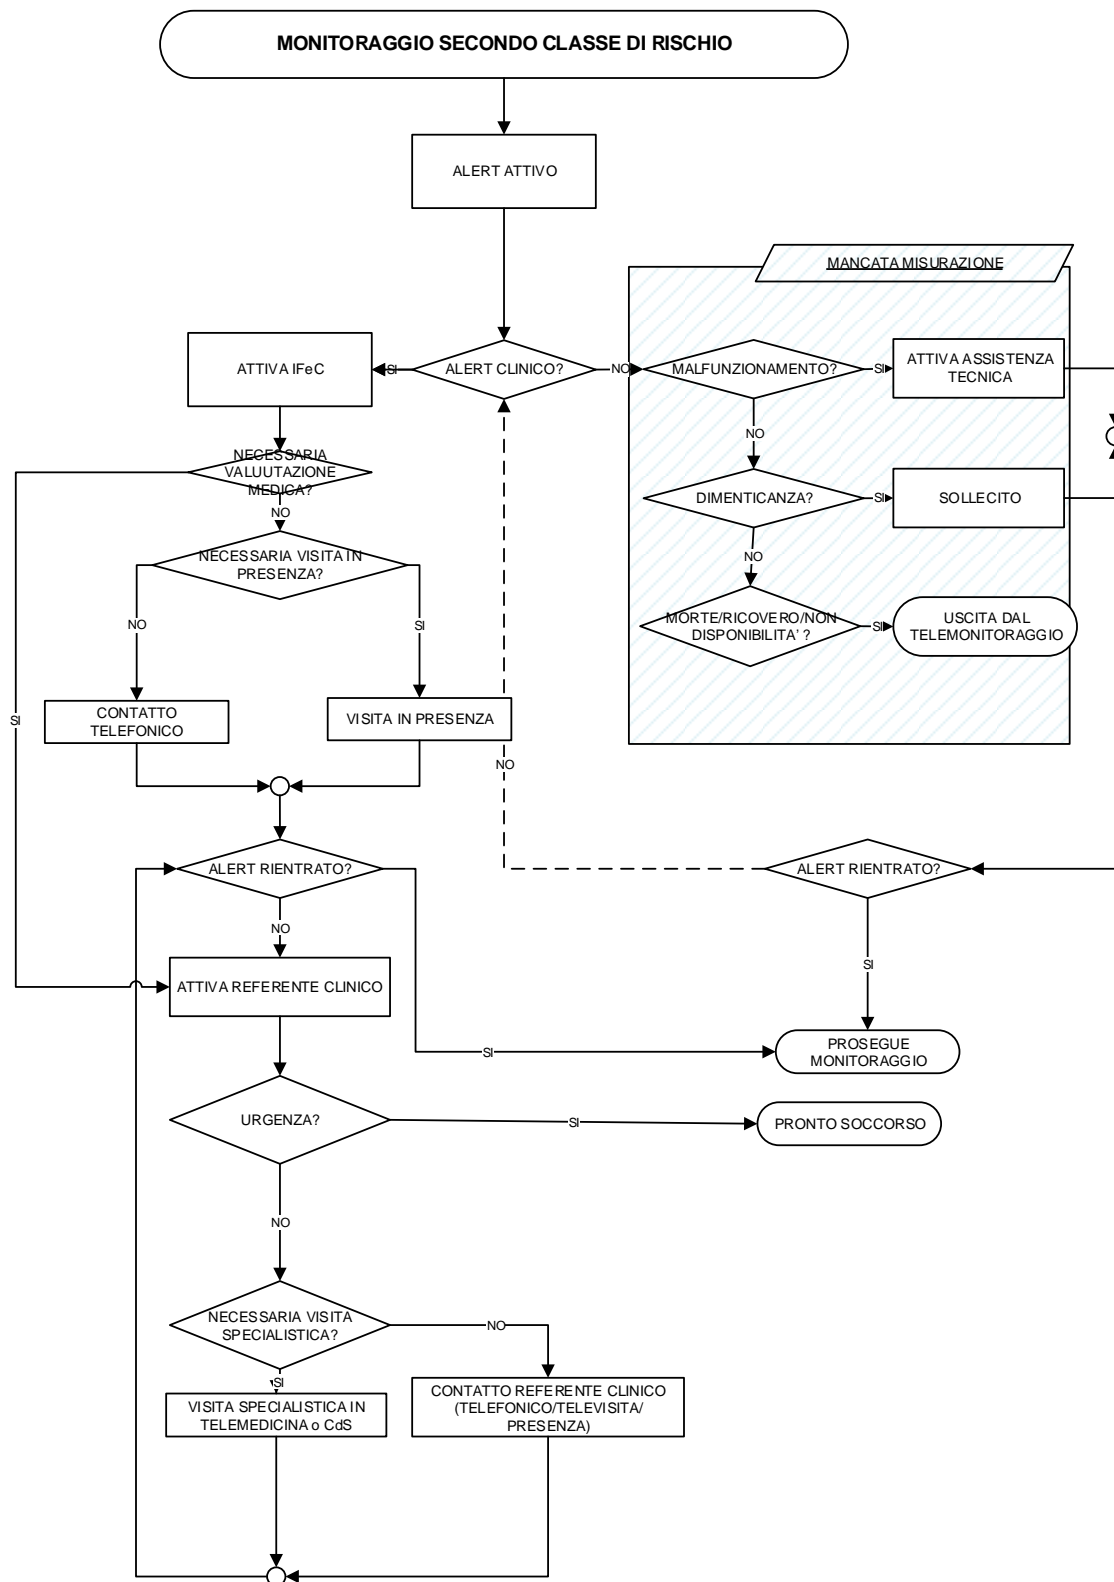 MONITORAGGIO SECONDO CLASSE DI RISCHIO
ALERT ATTIVO
MANCATA MISURAZIONE
ATTIVA IFeC
SI
ALERT CLINICO?
NO
MALFUNZIONAMENTO?
SI
ATTIVA ASSISTENZA
TECNICA
NO
NECESSARIA
VALUUTAZIONE
MEDICA?
DIMENTICANZA?
SI
SOLLECITO
NO
NECESSARIA VISITA IN
PRESENZA?
NO
MORTE/RICOVERO/NON
DISPONIBILITA' ?
SI
USCITA DAL
TELEMONITORAGGIO
NO
SI
SI
CONTATTO
TELEFONICO
VISITA IN PRESENZA
NO
ALERT RIENTRATO?
ALERT RIENTRATO?
NO
SI
ATTIVA REFERENTE CLINICO
SI
PROSEGUE
MONITORAGGIO
URGENZA?
SI
PRONTO SOCCORSO
NO
NECESSARIA VISITA
SPECIALISTICA?
NO
SI
VISITA SPECIALISTICA IN
TELEMEDICINA o CdS
CONTATTO REFERENTE CLINICO
(TELEFONICO/TELEVISITA/
PRESENZA)